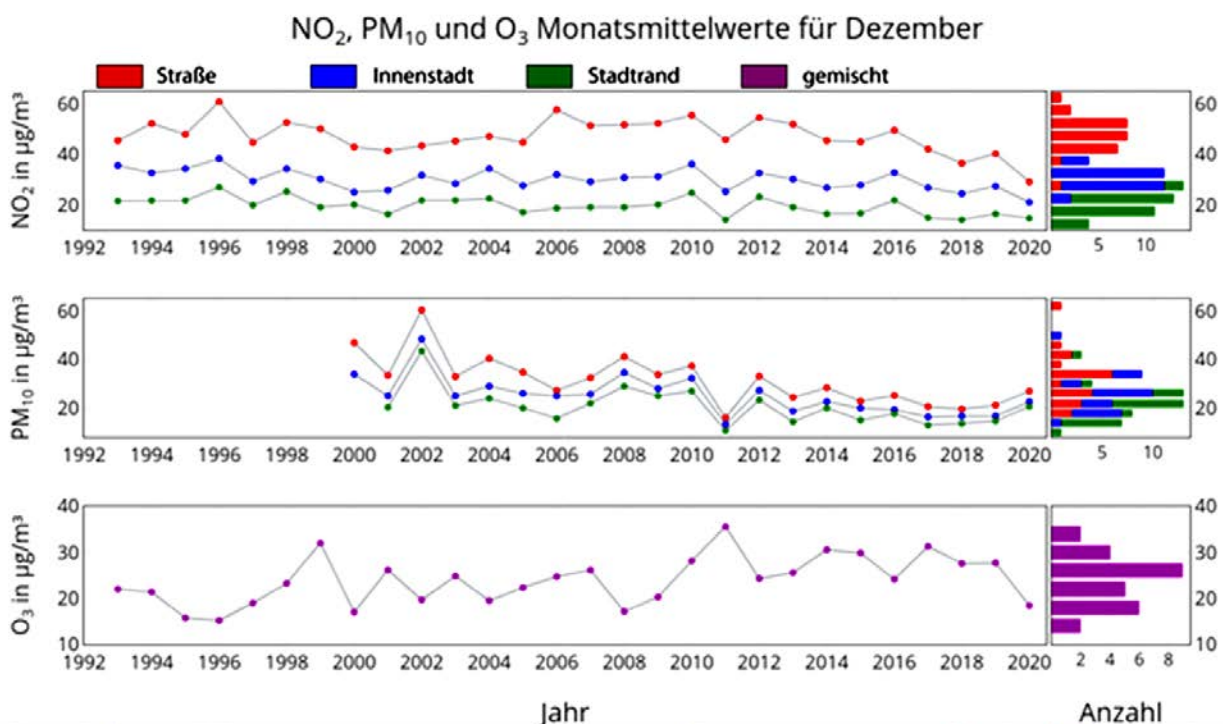 NO₂, PM₁₀ und O₃ Monatsmittelwerte für Dezember
Straße Innenstadt Stadtrand gemischt
NO₂ in µg/m³
60
40
20
1992 1994 1996 1998 2000 2002 2004 2006 2008 2010 2012 2014 2016 2018 2020
60
40
20
5 10
PM₁₀ in µg/m³
60
40
20
1992 1994 1996 1998 2000 2002 2004 2006 2008 2010 2012 2014 2016 2018 2020
60
40
20
5 10
O₃ in µg/m³
40
30
20
10
1992 1994 1996 1998 2000 2002 2004 2006 2008 2010 2012 2014 2016 2018 2020
40
30
20
10
2 4 6 8
Jahr Anzahl